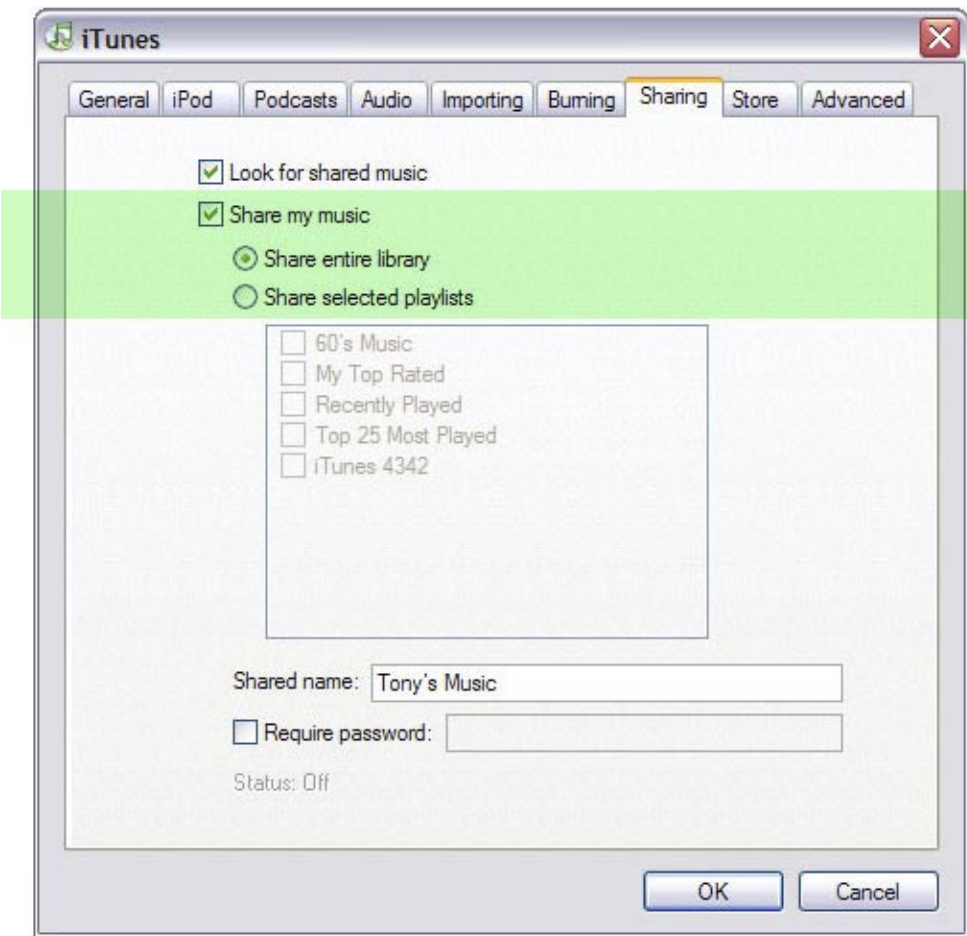 iTunes
General iPod Podcasts Audio Importing Burning Sharing Store Advanced
Look for shared music
Share my music
Share entire library
Share selected playlists
60's Music
My Top Rated
Recently Played
Top 25 Most Played
iTunes 4342
Shared name: Tony's Music
Require password:
Status: Off
OK Cancel